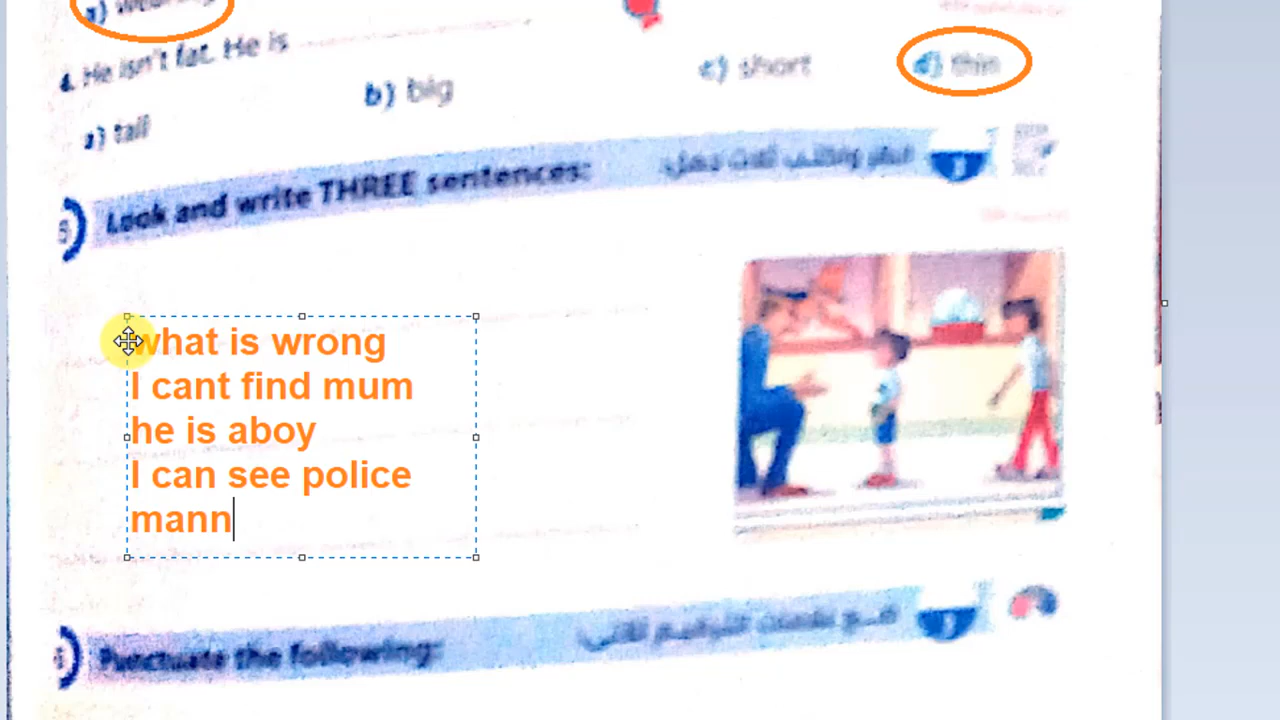 4. He isn't fat. He is
a) tall
b) big
c) short
d) thin
Look and write THREE sentences:
what is wrong
I cant find mum
he is aboy
I can see police
mann
Punctuate the following: